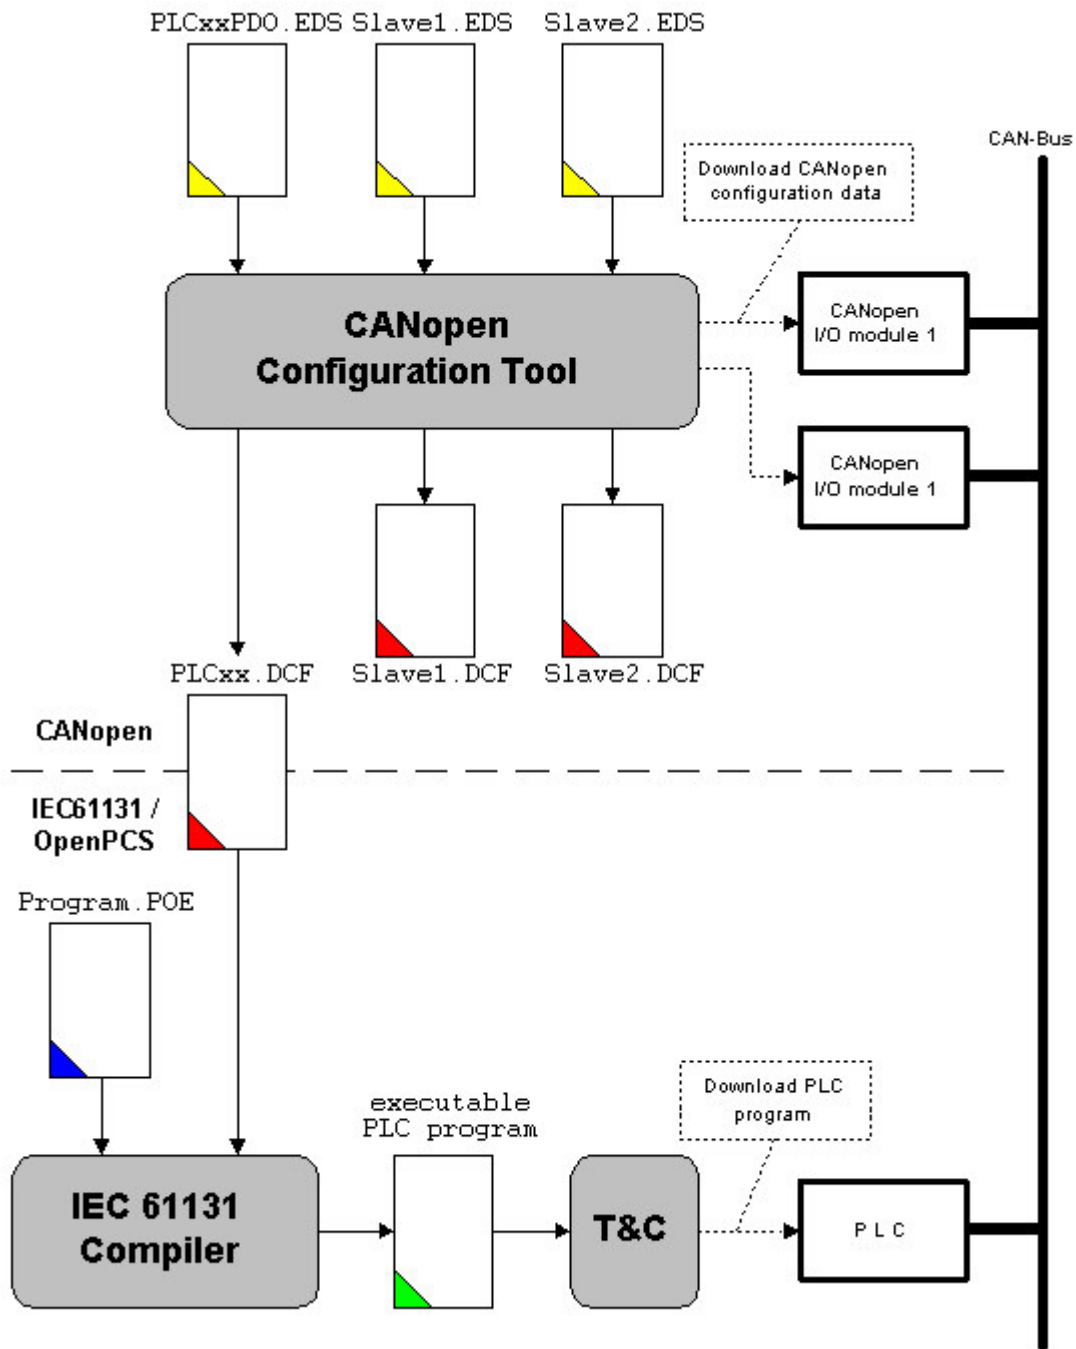 PLCxxPDO.EDS Slave1.EDS Slave2.EDS
CAN-Bus
Download CANopen
configuration data
CANopen
Configuration Tool
CANopen
I/O module 1
CANopen
I/O module 1
PLCxx.DCF Slave1.DCF Slave2.DCF
CANopen
IEC61131 /
OpenPCS
Program.POE
executable
PLC program
Download PLC
program
IEC 61131
Compiler
T&C
PLC